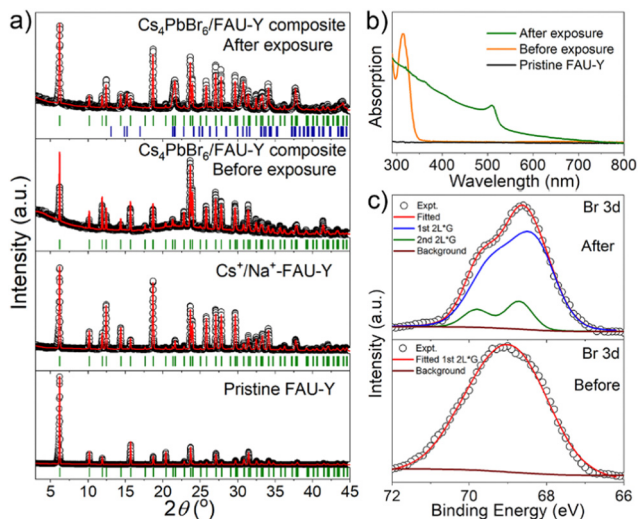 a)
Intensity (a.u.)
Cs₄PbBr₆/FAU-Y composite
After exposure
Cs₄PbBr₆/FAU-Y composite
Before exposure
Cs⁺/Na⁺-FAU-Y
Pristine FAU-Y
5 10 15 20 25 30 35 40 45
2θ (°)
b)
Absorption
After exposure
Before exposure
Pristine FAU-Y
300 400 500 600 700 800
Wavelength (nm)
c)
Intensity (a.u.)
Expt.
Fitted
1st 2L*G
2nd 2L*G
Background
Br 3d
After
Expt.
Fitted 1st 2L*G
Background
Br 3d
Before
72 70 68 66
Binding Energy (eV)